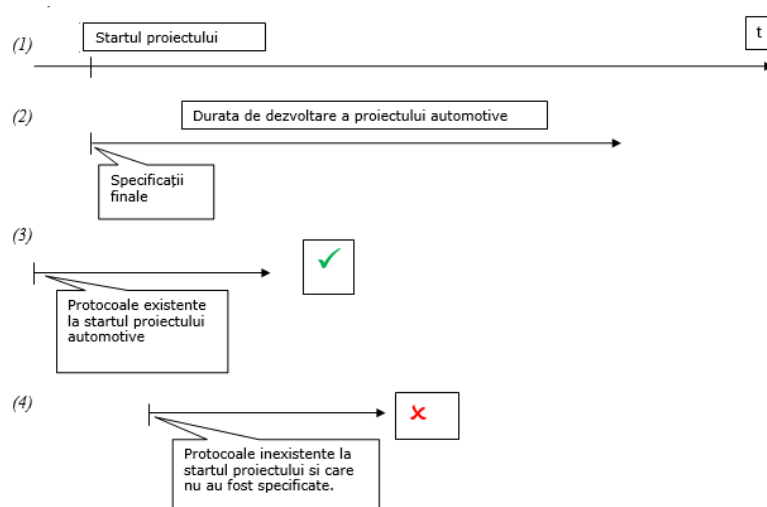 (1)
Startul proiectului
t
(2)
Durata de dezvoltare a proiectului automotive
Specificații
finale
(3)
Protocoale existente
la startul proiectului
automotive
(4)
Protocoale inexistente la
startul proiectului si care
nu au fost specificate.